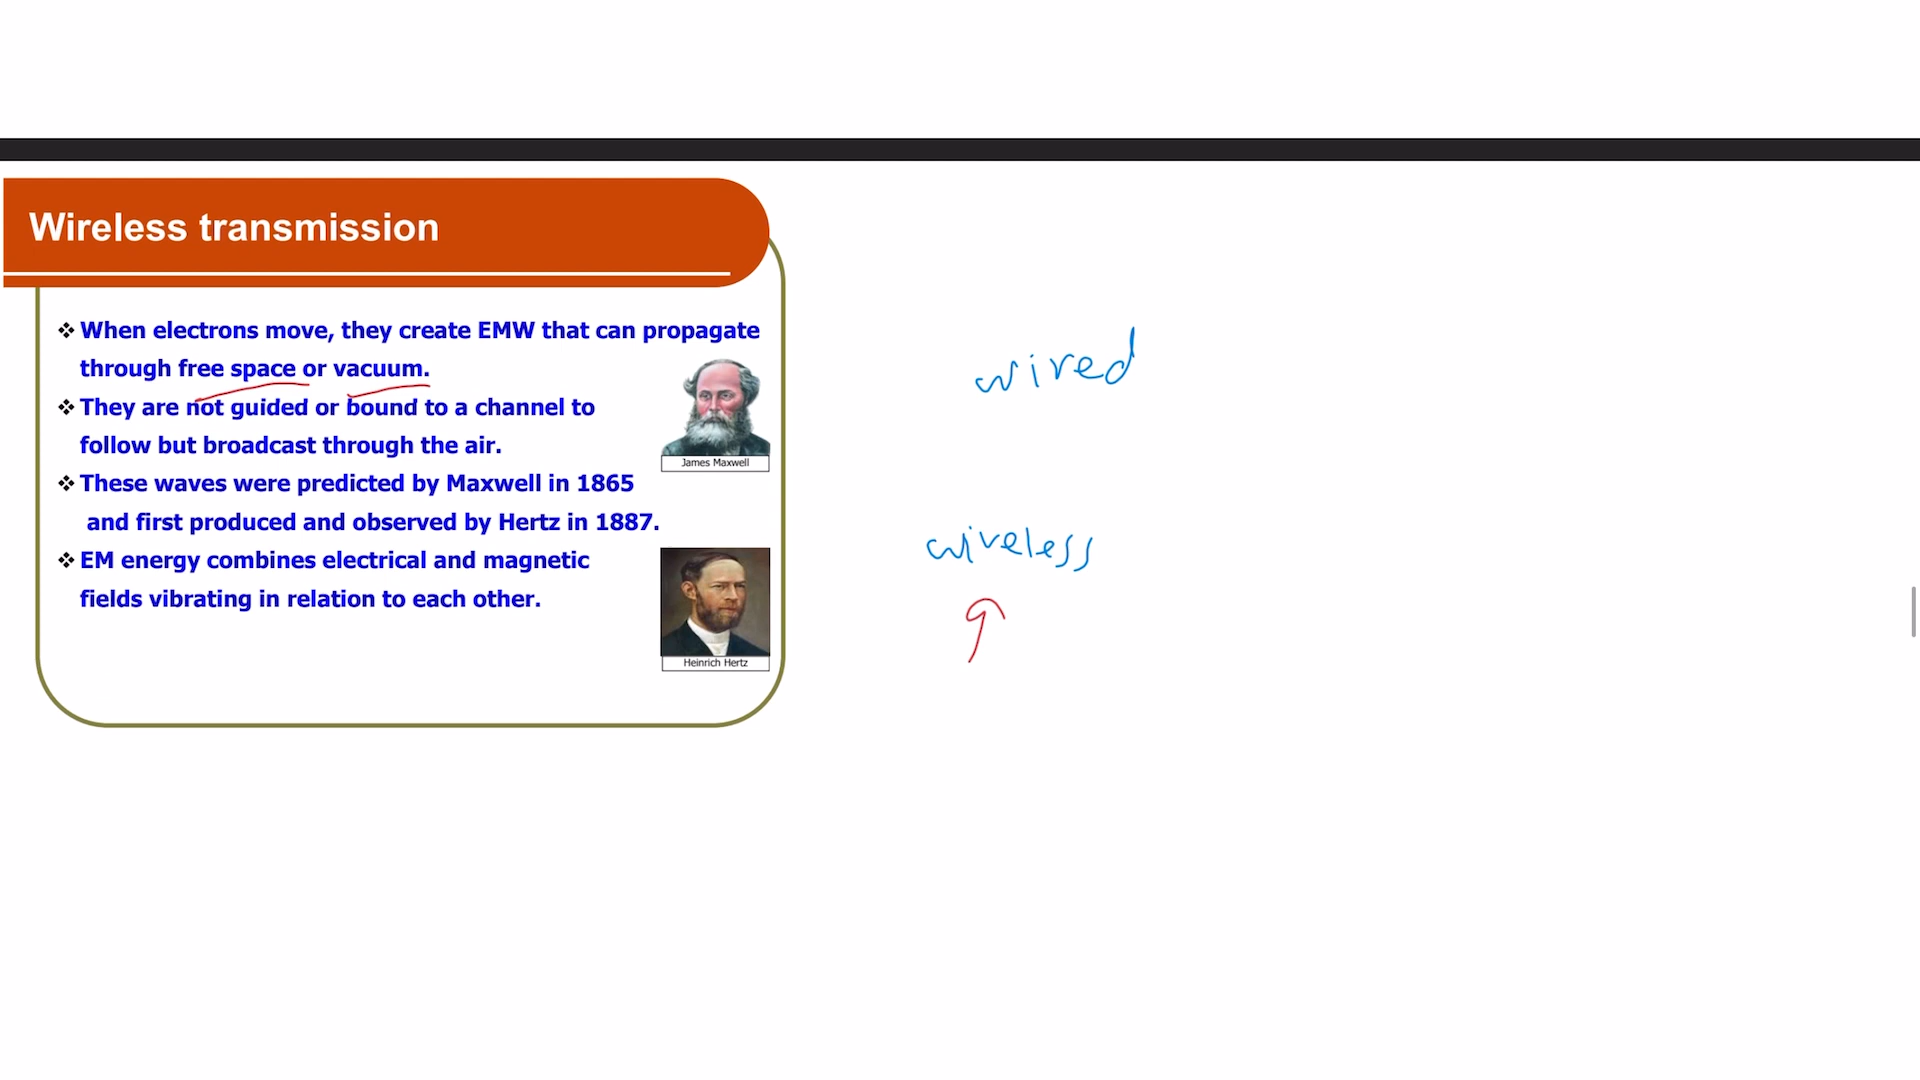 Wireless transmission
❖ When electrons move, they create EMW that can propagate
through free space or vacuum.
❖ They are not guided or bound to a channel to
follow but broadcast through the air.
James Maxwell
❖ These waves were predicted by Maxwell in 1865
and first produced and observed by Hertz in 1887.
❖ EM energy combines electrical and magnetic
fields vibrating in relation to each other.
Heinrich Hertz
wired
wireless